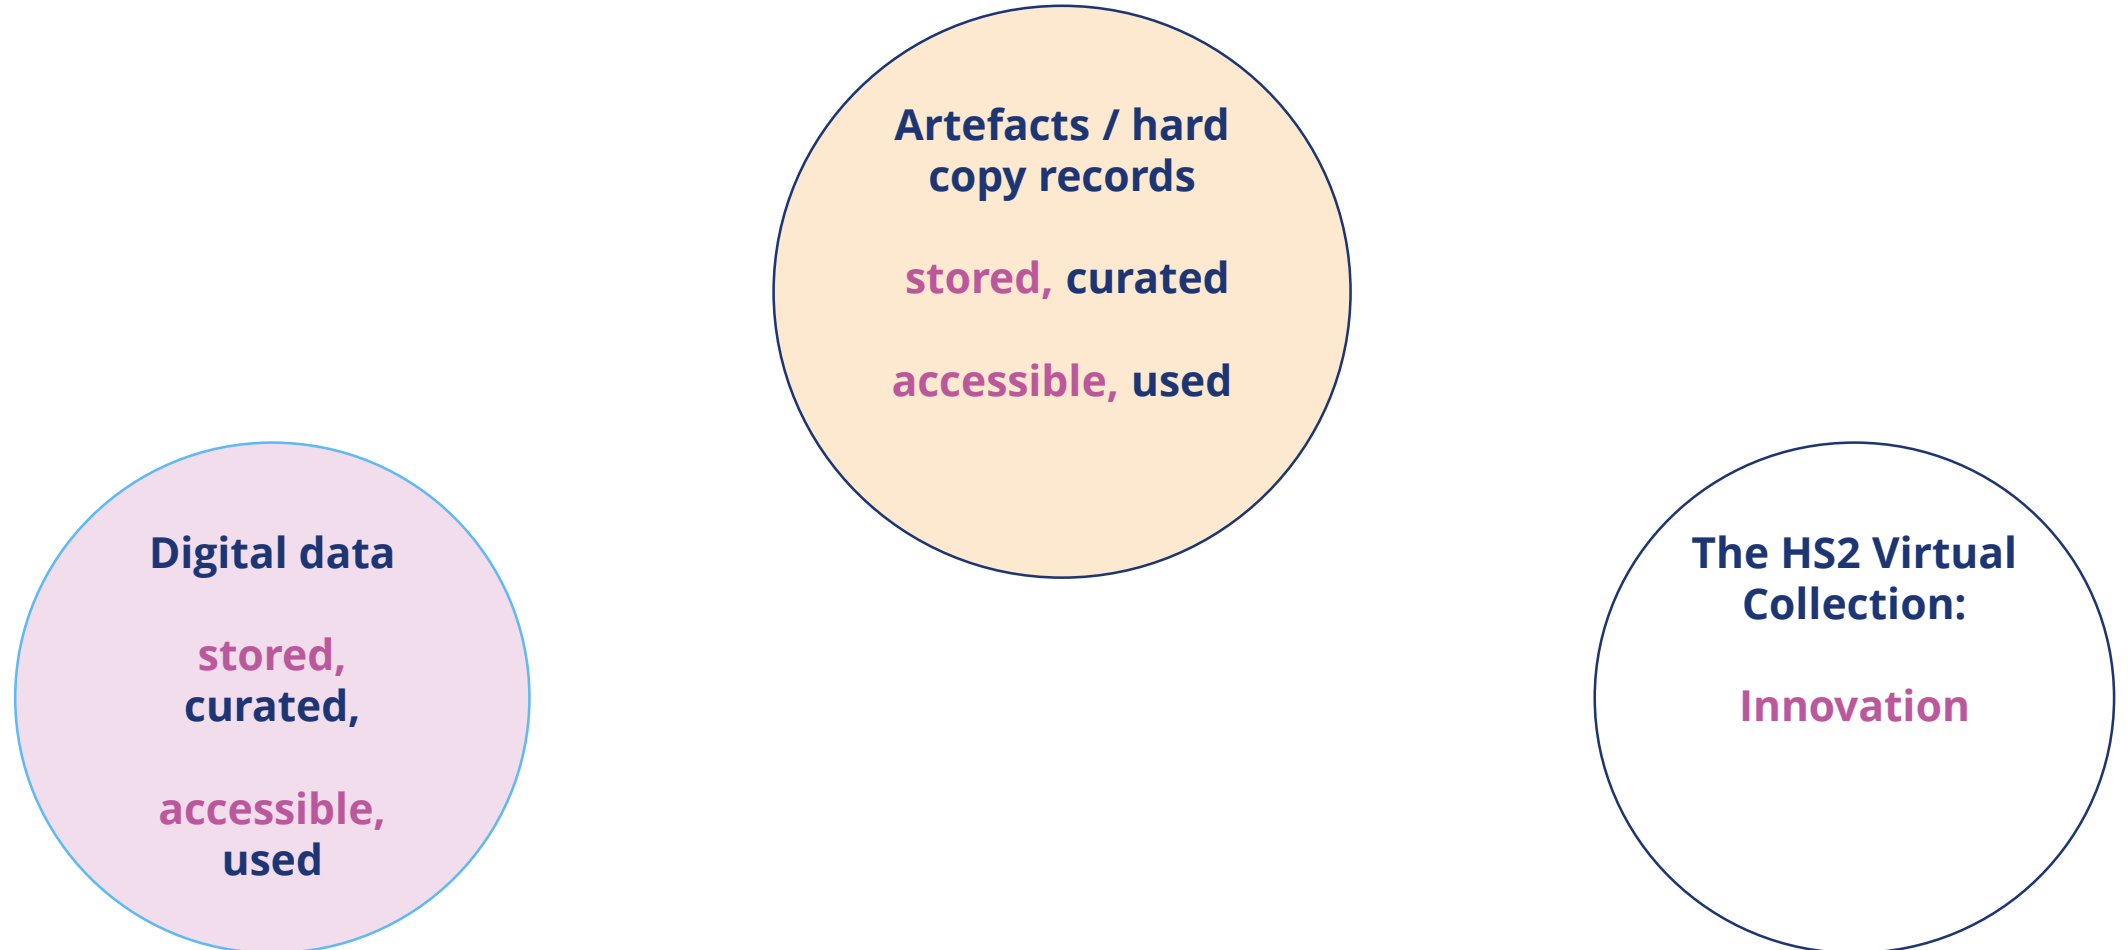 Artefacts / hard
copy records
stored, curated
accessible, used
Digital data
stored,
curated,
accessible,
used
The HS2 Virtual
Collection:
Innovation